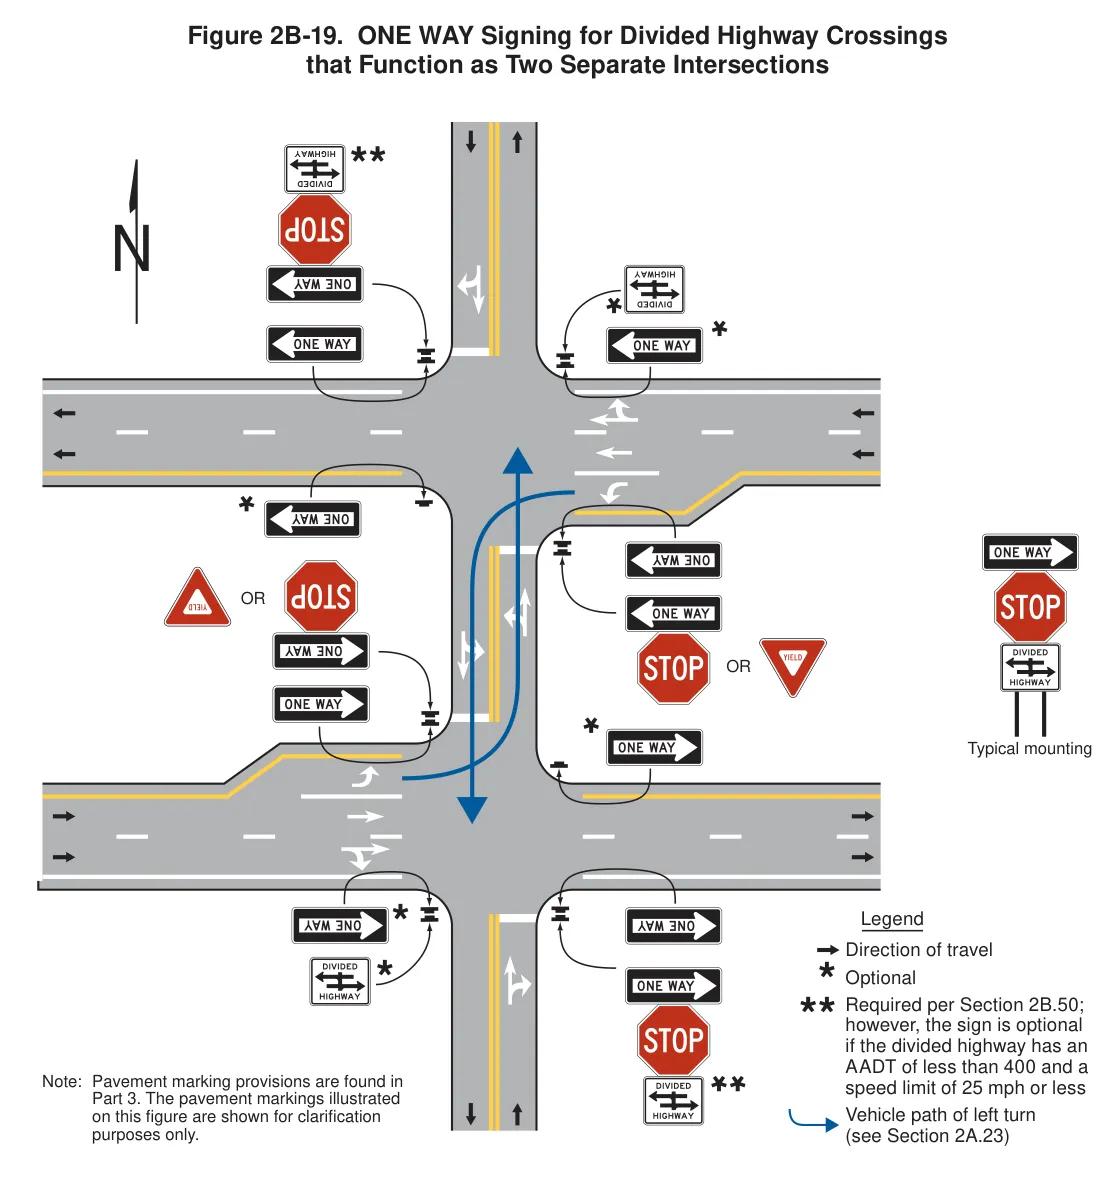 Figure 2B-19.  ONE WAY Signing for Divided Highway Crossings
that Function as Two Separate Intersections
N
HIGHWAY
DIVIDED
**
STOP
ONE WAY
ONE WAY
HIGHWAY
DIVIDED
*
ONE WAY
*
*
ONE WAY
YIELD
OR
STOP
ONE WAY
ONE WAY
ONE WAY
ONE WAY
STOP
OR
YIELD
*
ONE WAY
ONE WAY
STOP
DIVIDED
HIGHWAY
Typical mounting
ONE WAY
*
DIVIDED
HIGHWAY
*
ONE WAY
ONE WAY
STOP
DIVIDED
HIGHWAY
**
Legend
Direction of travel
* Optional
** Required per Section 2B.50;
however, the sign is optional
if the divided highway has an
AADT of less than 400 and a
speed limit of 25 mph or less
Vehicle path of left turn
(see Section 2A.23)
Note: Pavement marking provisions are found in
Part 3. The pavement markings illustrated
on this figure are shown for clarification
purposes only.